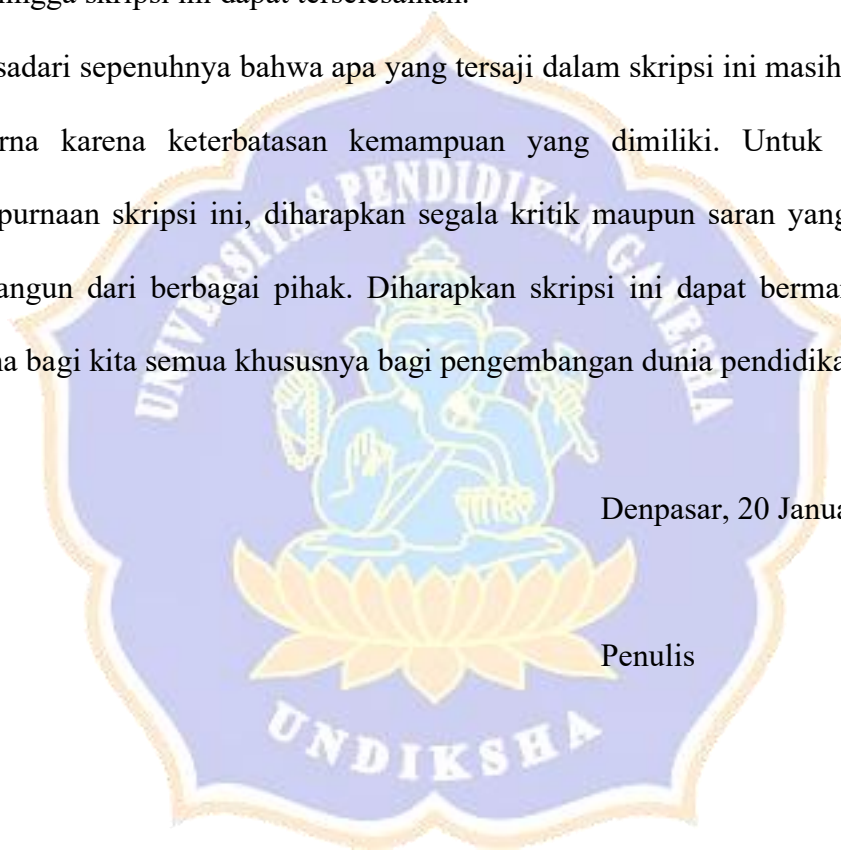 ingga skripsi ini dapat terselesaikan.
sadari sepenuhnya bahwa apa yang tersaji dalam skripsi ini masih
rna karena keterbatasan kemampuan yang dimiliki. Untuk
purnaan skripsi ini, diharapkan segala kritik maupun saran yang
angun dari berbagai pihak. Diharapkan skripsi ini dapat berma
a bagi kita semua khususnya bagi pengembangan dunia pendidika
Denpasar, 20 Janua
Penulis
UNIVERSITAS PENDIDIKAN GANESHA
UNDIKSHA